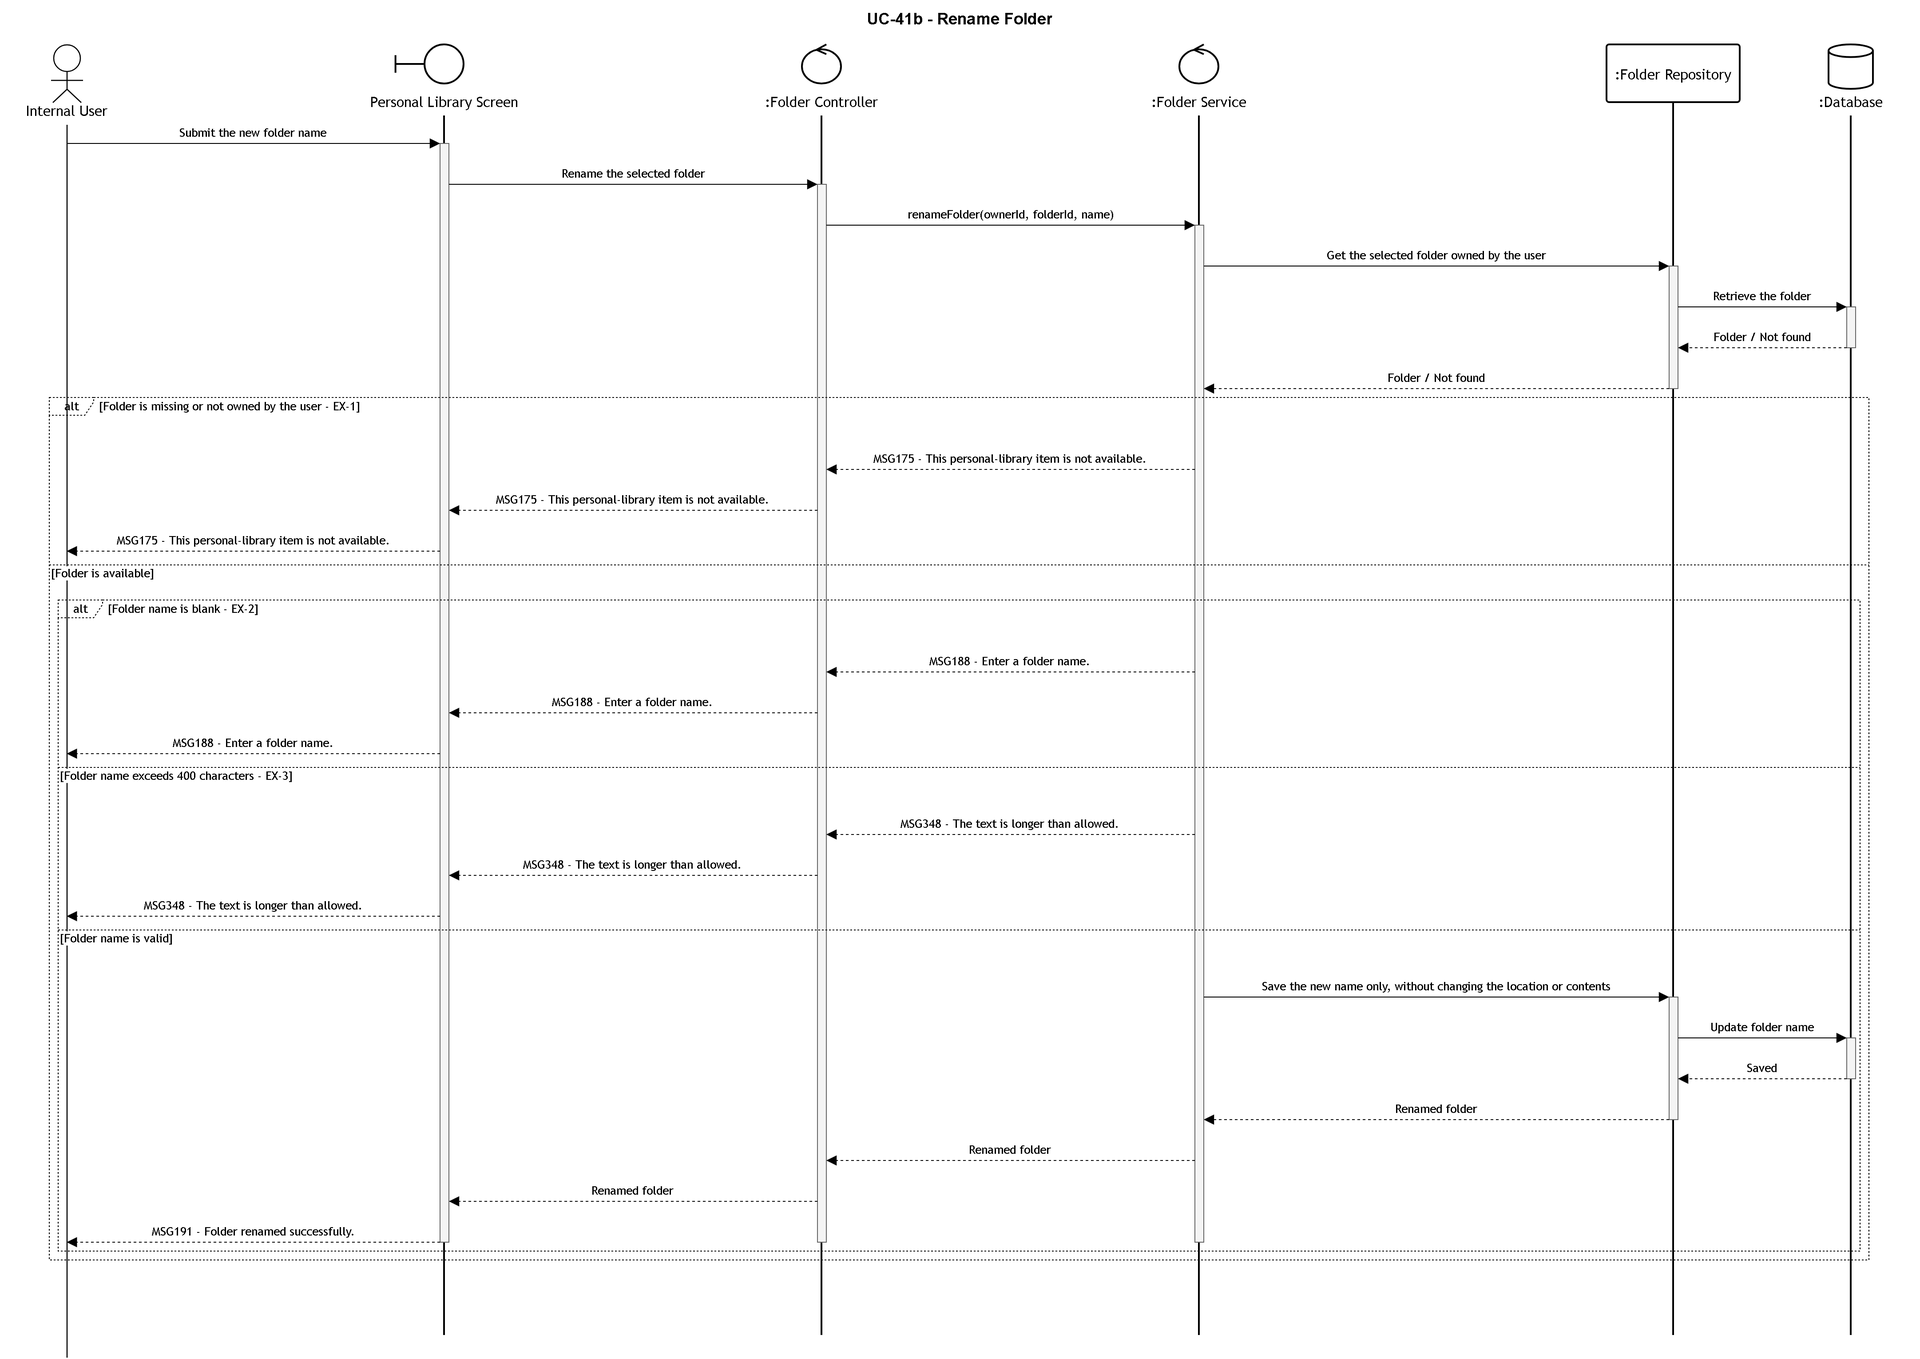 UC-41b - Rename Folder
Internal User
Personal Library Screen
:Folder Controller
:Folder Service
:Folder Repository
:Database
Submit the new folder name
Rename the selected folder
renameFolder(ownerId, folderId, name)
Get the selected folder owned by the user
Retrieve the folder
Folder / Not found
Folder / Not found
alt [Folder is missing or not owned by the user - EX-1]
MSG175 - This personal-library item is not available.
MSG175 - This personal-library item is not available.
MSG175 - This personal-library item is not available.
[Folder is available]
alt [Folder name is blank - EX-2]
MSG188 - Enter a folder name.
MSG188 - Enter a folder name.
MSG188 - Enter a folder name.
[Folder name exceeds 400 characters - EX-3]
MSG348 - The text is longer than allowed.
MSG348 - The text is longer than allowed.
MSG348 - The text is longer than allowed.
[Folder name is valid]
Save the new name only, without changing the location or contents
Update folder name
Saved
Renamed folder
Renamed folder
Renamed folder
MSG191 - Folder renamed successfully.